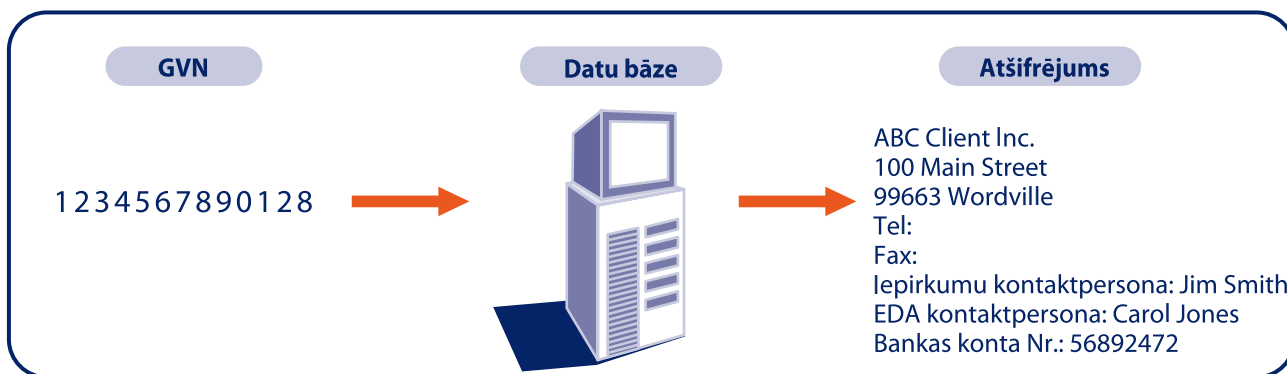 GVN
Datu bāze
Atšifrējums
1234567890128
ABC Client Inc.
100 Main Street
99663 Wordville
Tel:
Fax:
Iepirkumu kontaktpersona: Jim Smith
EDA kontaktpersona: Carol Jones
Bankas konta Nr.: 56892472